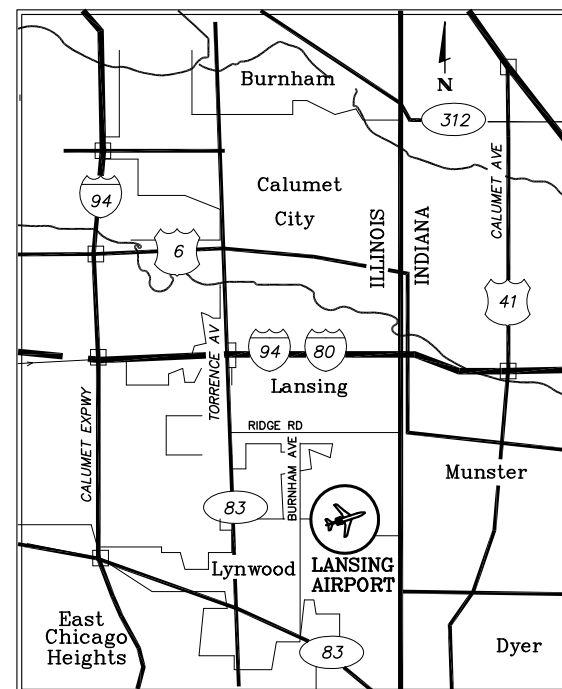 Burnham
N
312
94
Calumet
City
CALUMET AVE
6
ILLINOIS
INDIANA
41
TORRENCE AV
94
80
Lansing
CALUMET EXPWY
RIDGE RD
BURNHAM AVE
Munster
83
LANSING
AIRPORT
Lynwood
East
Chicago
Heights
83
Dyer